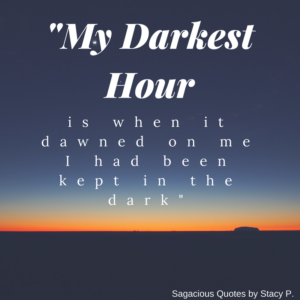 "My Darkest
Hour
is when it
dawned on me
I had been
kept in the
dark"
Sagacious Quotes by Stacy P.